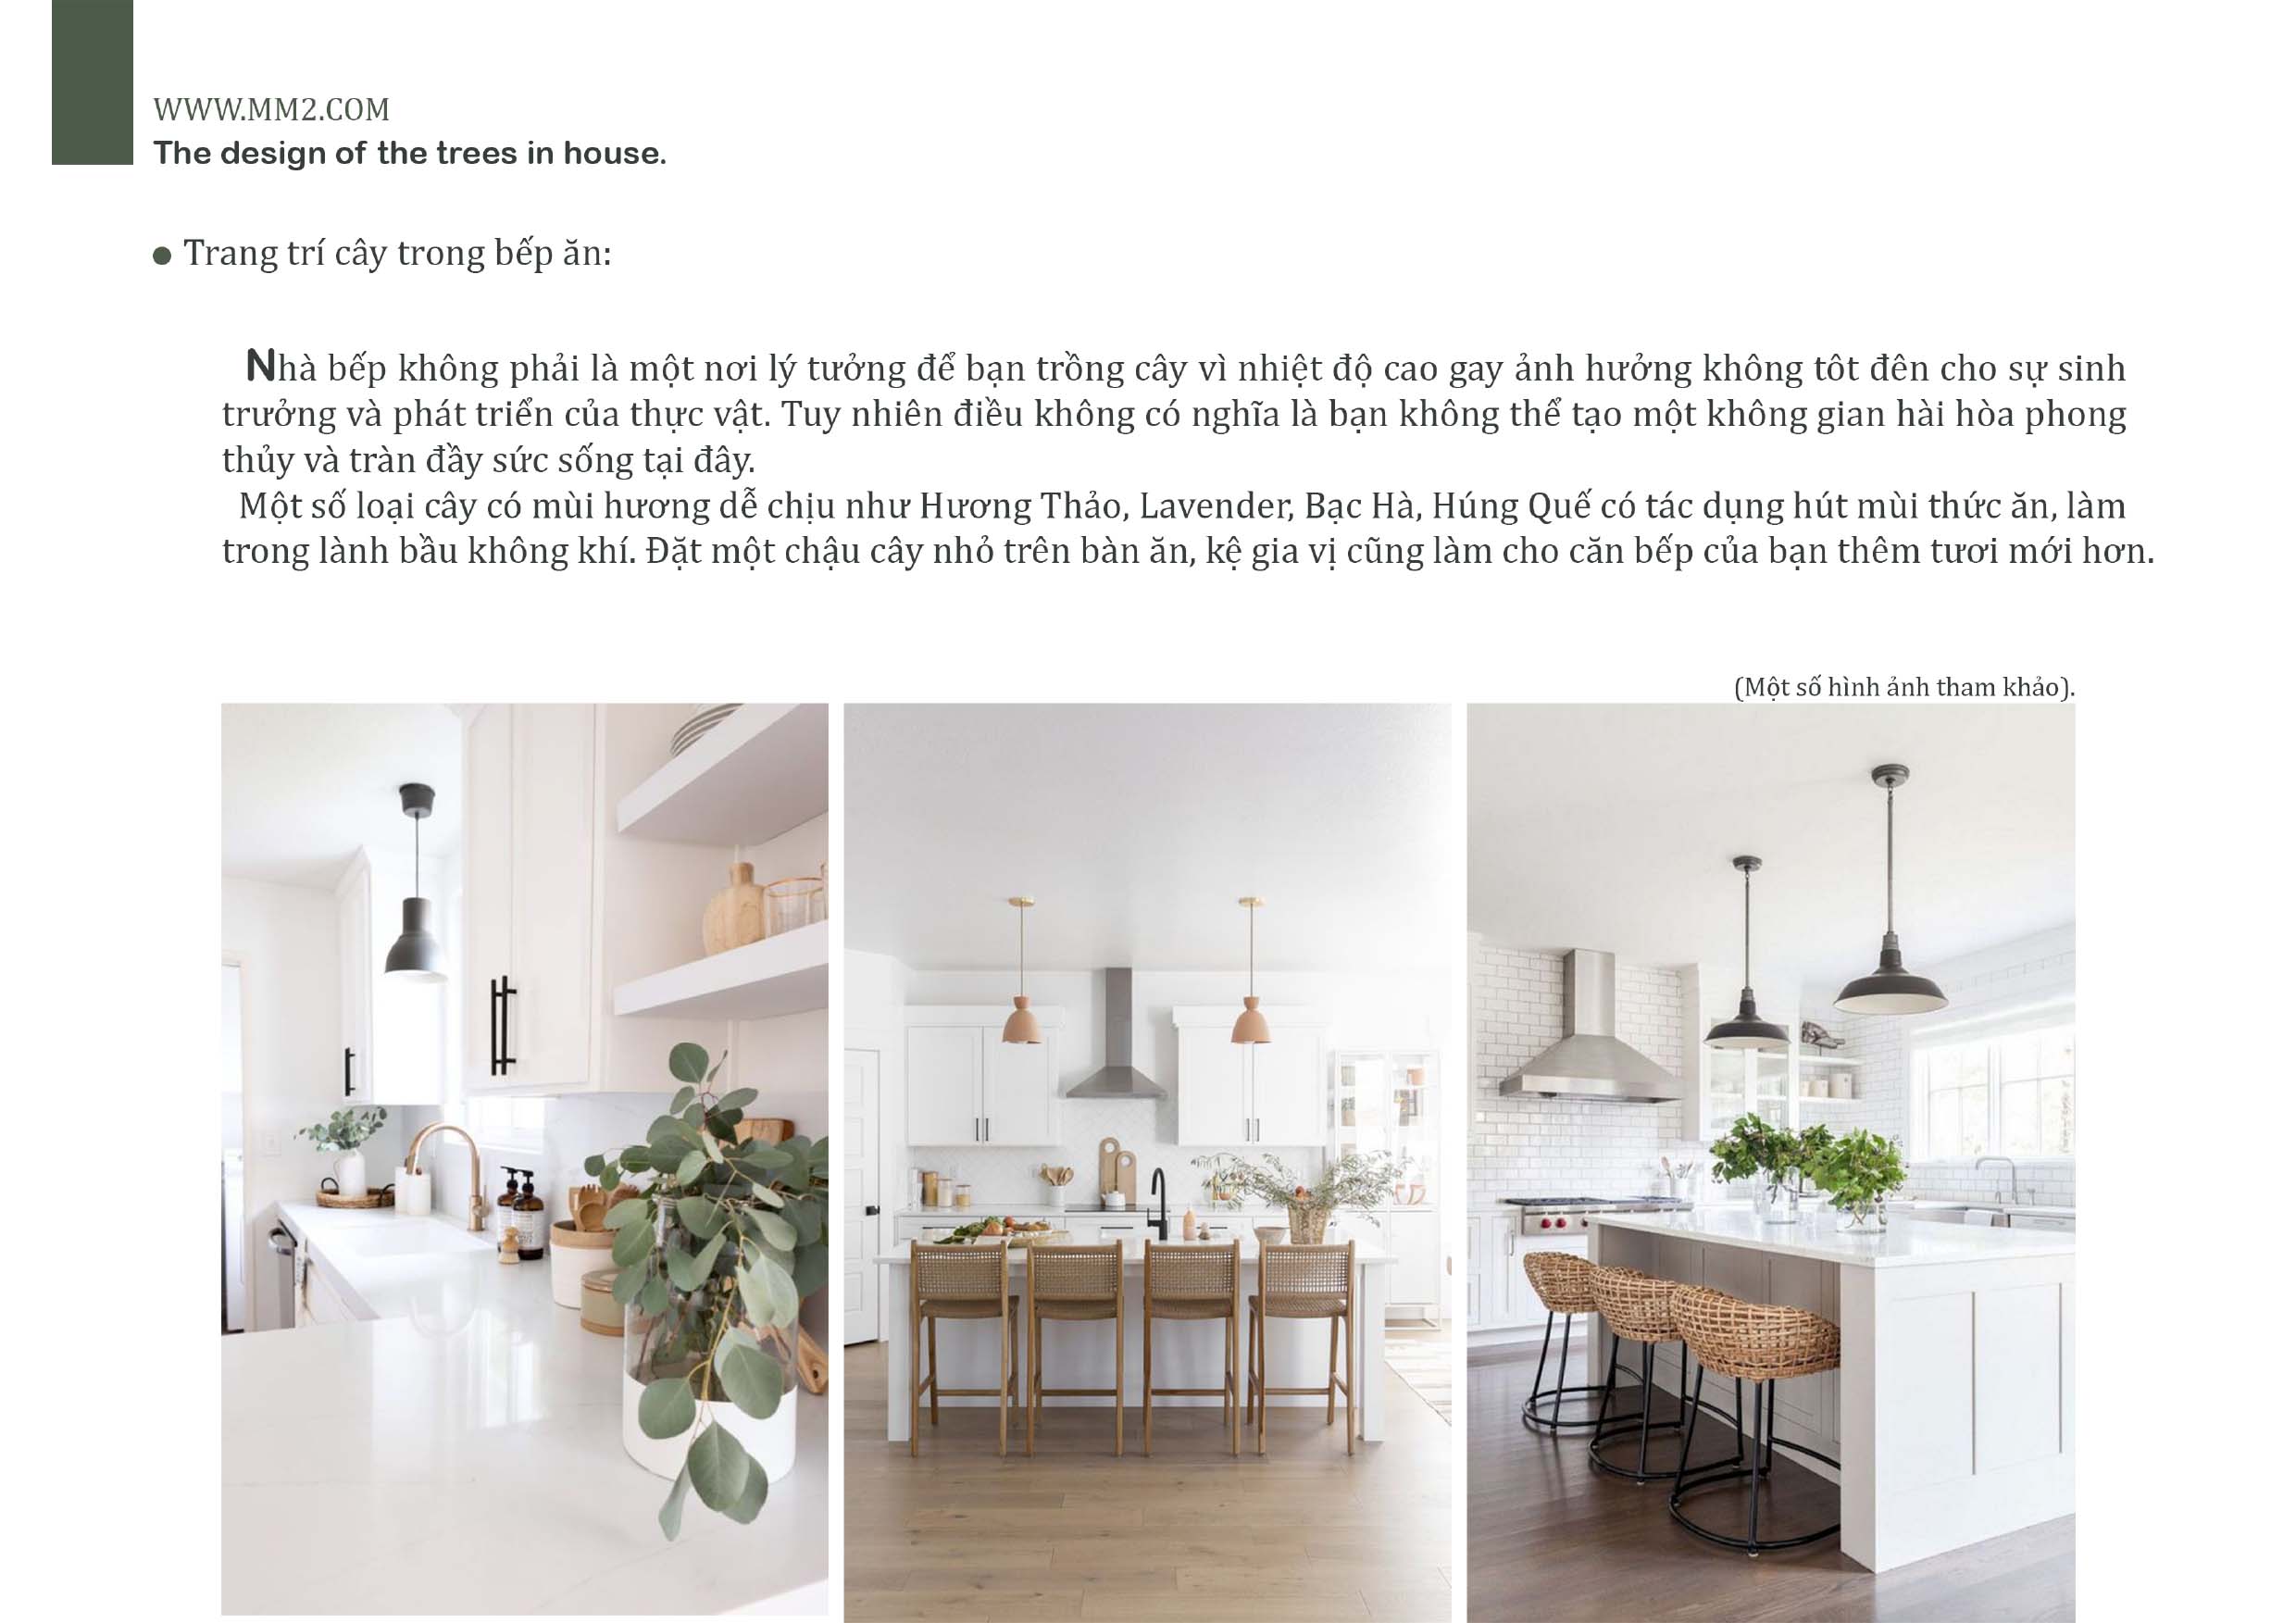 WWW.MM2.COM
The design of the trees in house.
Trang trí cây trong bếp ăn:
Nhà bếp không phải là một nơi lý tưởng để bạn trồng cây vì nhiệt độ cao gay ảnh hưởng không tôt đên cho sự sinh
trưởng và phát triển của thực vật. Tuy nhiên điều không có nghĩa là bạn không thể tạo một không gian hài hòa phong
thủy và tràn đầy sức sống tại đây.
Một số loại cây có mùi hương dễ chịu như Hương Thảo, Lavender, Bạc Hà, Húng Quế có tác dụng hút mùi thức ăn, làm
trong lành bầu không khí. Đặt một chậu cây nhỏ trên bàn ăn, kệ gia vị cũng làm cho căn bếp của bạn thêm tươi mới hơn.
(Một số hình ảnh tham khảo).